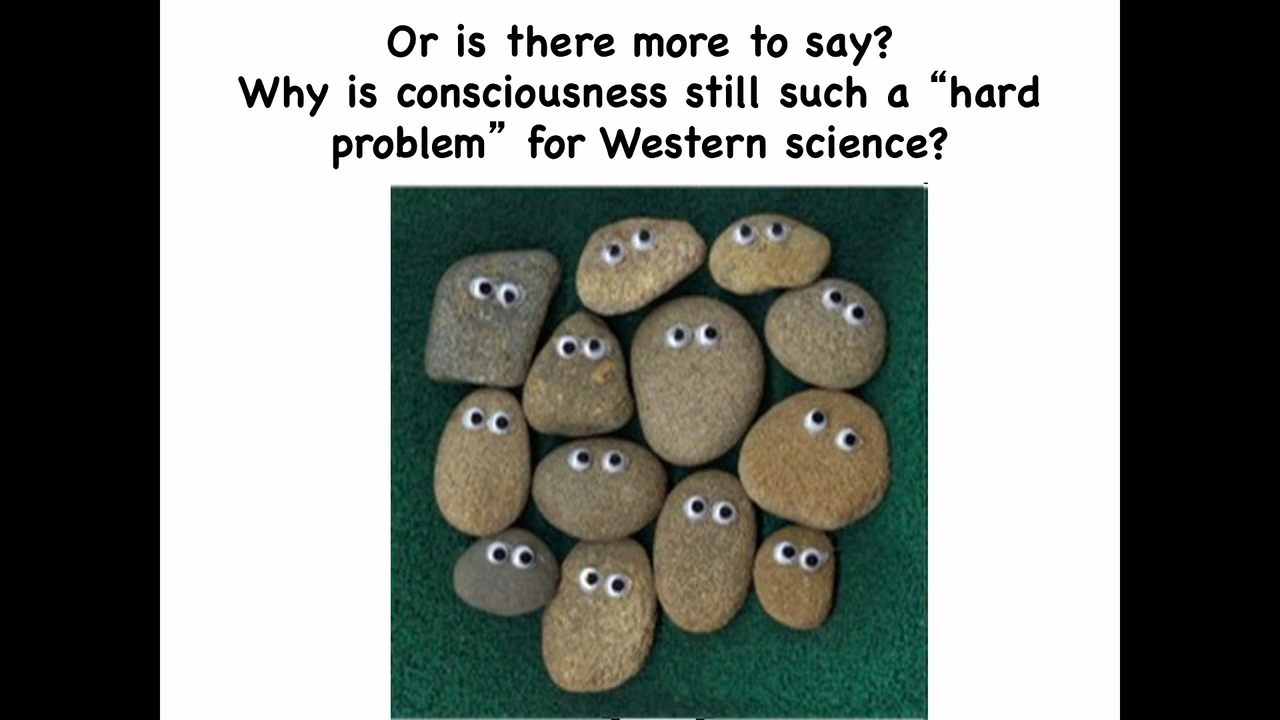 Or is there more to say?
Why is consciousness still such a “hard
problem” for Western science?